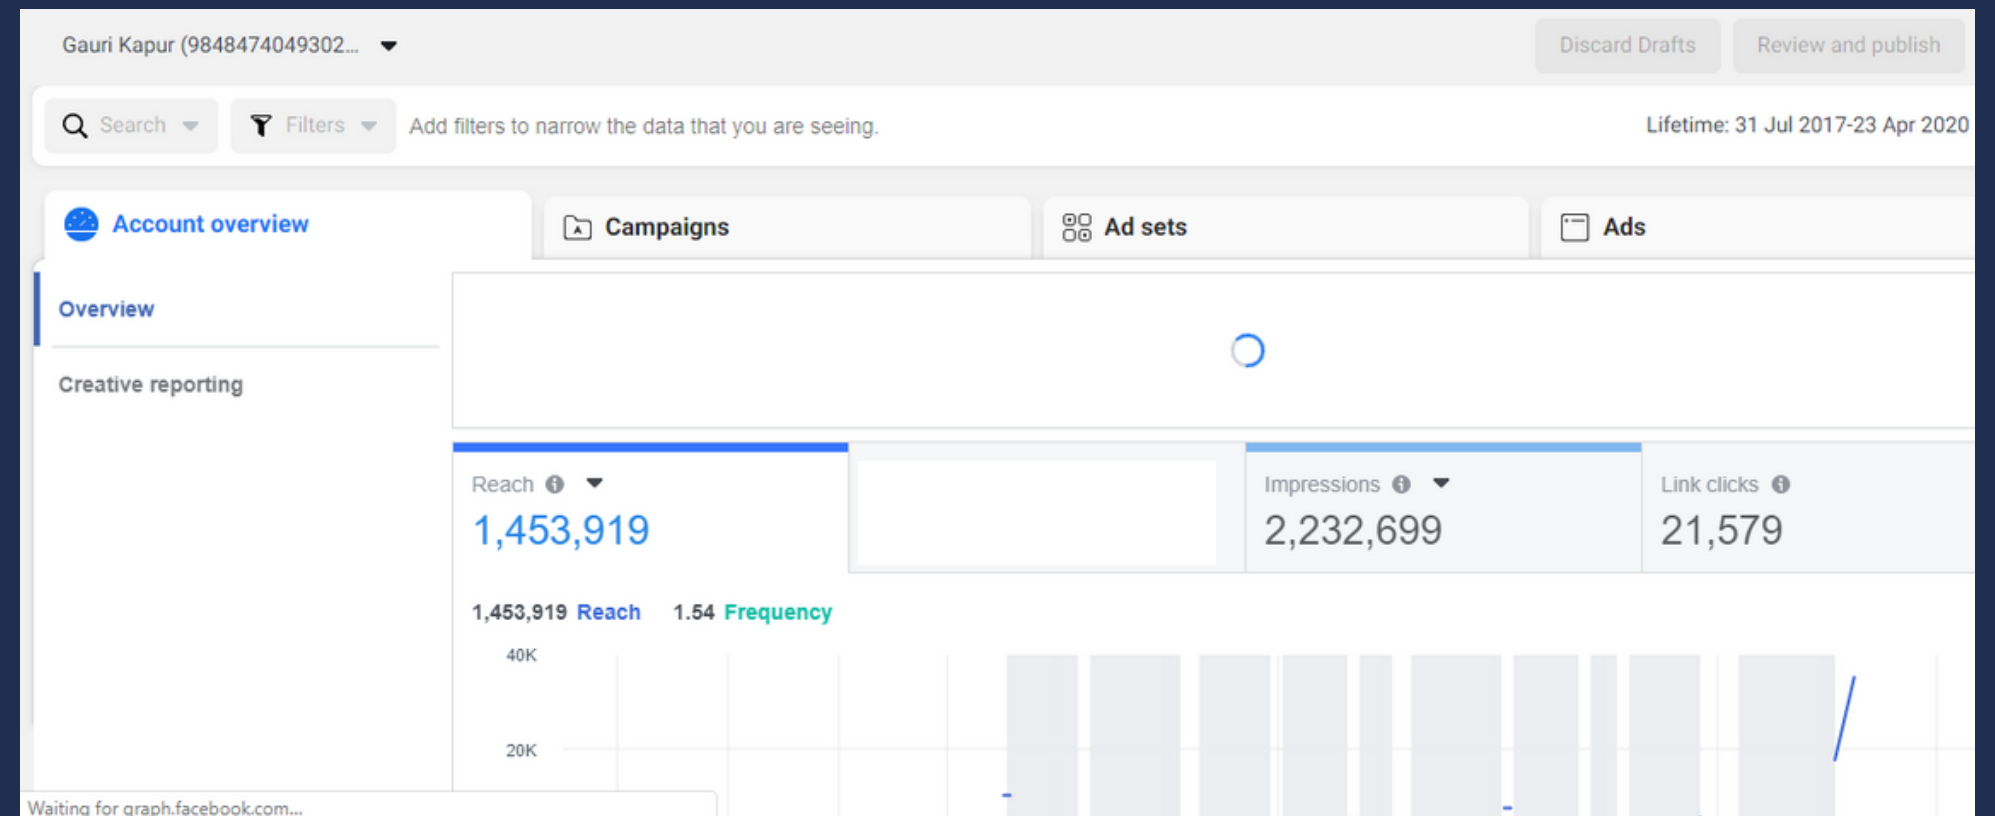 Gauri Kapur (9848474049302...
Discard Drafts
Review and publish
Search
Filters
Add filters to narrow the data that you are seeing.
Lifetime: 31 Jul 2017-23 Apr 2020
Account overview
Campaigns
Ad sets
Ads
Overview
Creative reporting
Reach
1,453,919
Impressions
2,232,699
Link clicks
21,579
1,453,919 Reach 1.54 Frequency
40K
20K
Waiting for graph.facebook.com...